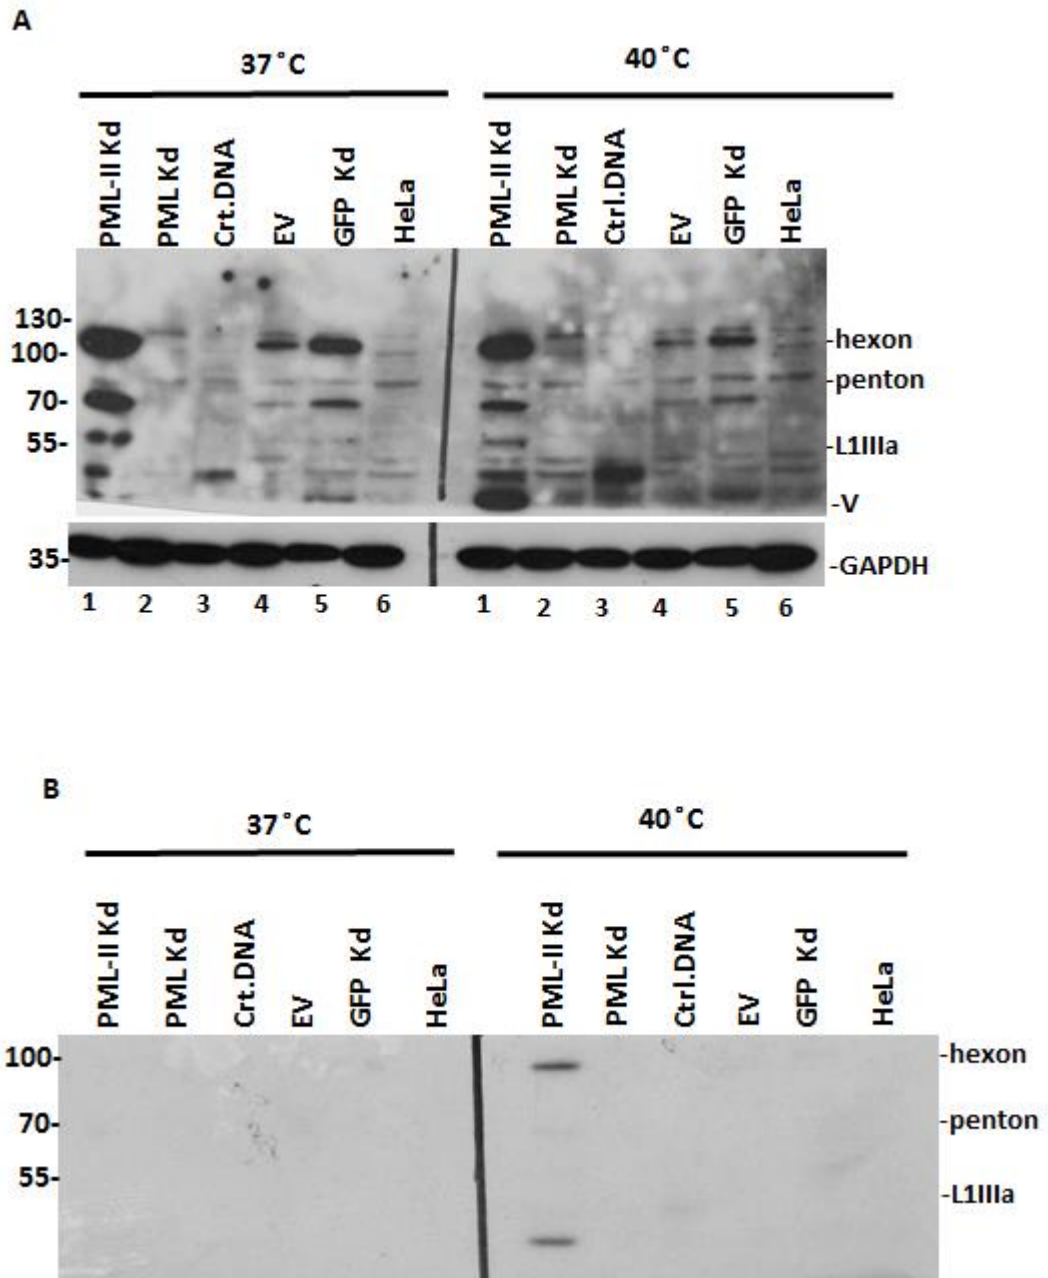 A
37˚C 40˚C
PML-II Kd PML Kd Crt.DNA EV GFP Kd HeLa PML-II Kd PML Kd Ctrl.DNA EV GFP Kd HeLa
130-
100-
70-
55-
-hexon
-penton
-L1IIIa
-V
35- -GAPDH
1 2 3 4 5 6 1 2 3 4 5 6
B
37˚C 40˚C
PML-II Kd PML Kd Crt.DNA EV GFP Kd HeLa PML-II Kd PML Kd Ctrl.DNA EV GFP Kd HeLa
100- -hexon
70- -penton
55-
-L1IIIa